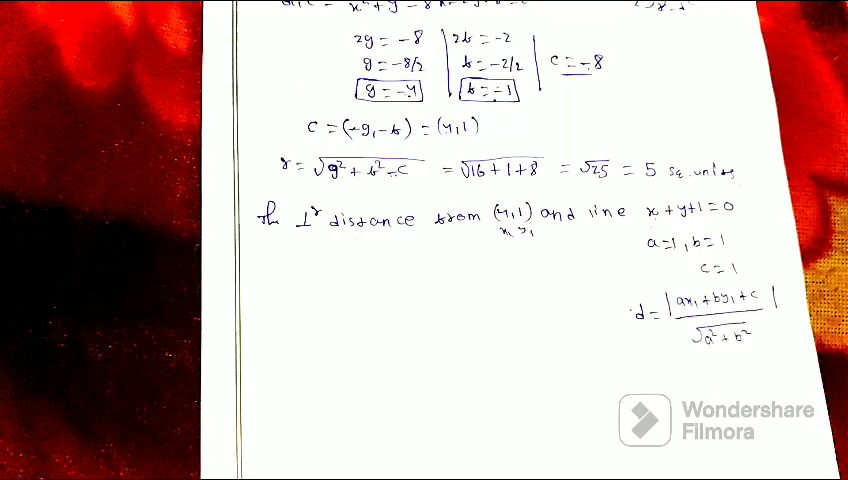 2g = -8 2f = -2
g = -8/2 f = -2/2 c = -8
g = -4 f = -1
c = (-g, -f) = (4,1)
r = √g² + f² - c = √16 + 1 + 8 = √25 = 5 sq. units
The ⊥r distance from (4,1) and line x + y + 1 = 0
x₁ y₁
a=1, b=1
c=1
d = | ax₁ + by₁ + c |
√a² + b²
Wondershare
Filmora